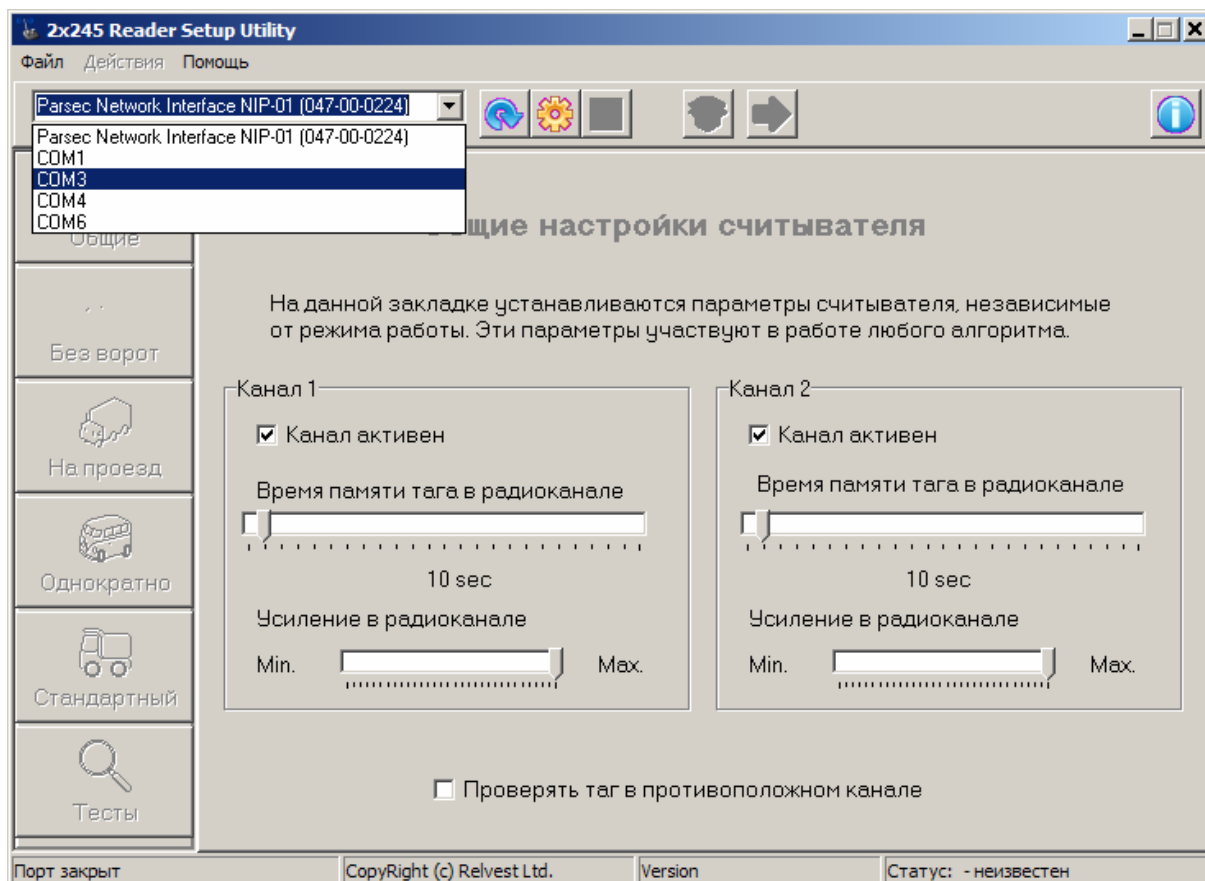 2x245 Reader Setup Utility
Файл Действия Помощь
Parsec Network Interface NIP-01 (047-00-0224)
Parsec Network Interface NIP-01 (047-00-0224)
COM1
COM3
COM4
COM6
Общие
Общие настройки считывателя
На данной закладке устанавливаются параметры считывателя, независимые
от режима работы. Эти параметры участвуют в работе любого алгоритма.
Без ворот
На проезд
Однократно
Стандартный
Тесты
Канал 1
Канал активен
Время памяти тага в радиоканале
10 sec
Усиление в радиоканале
Min. Max.
Канал 2
Канал активен
Время памяти тага в радиоканале
10 sec
Усиление в радиоканале
Min. Max.
Проверять таг в противоположном канале
Порт закрыт
CopyRight (c) Relvest Ltd.
Version
Статус: - неизвестен